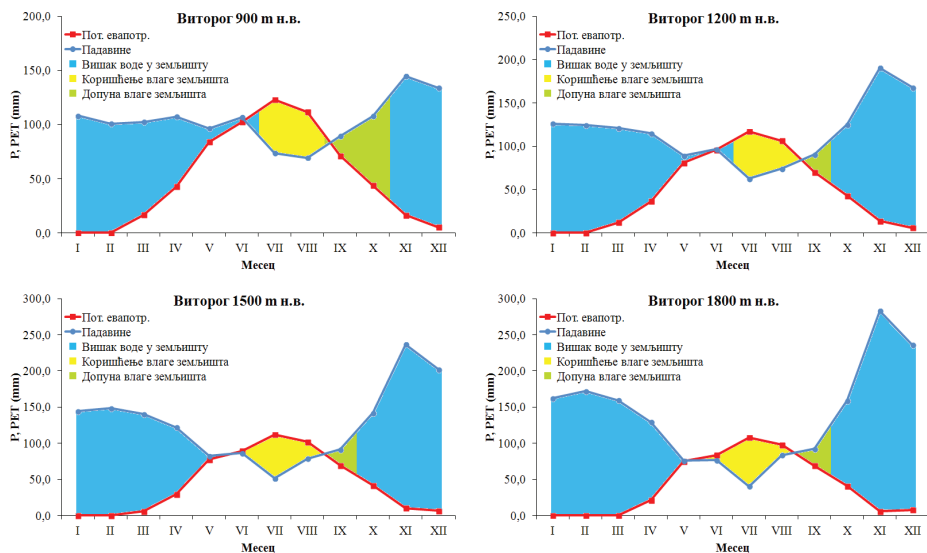 Виторог 900 m н.в.
P, PET (mm)
200,0
150,0
100,0
50,0
0,0
Пот. евапотр.
Падавине
Вишак воде у земљишту
Коришћење влаге земљишта
Допуна влаге земљишта
I II III IV V VI VII VIII IX X XI XII
Месец
Виторог 1200 m н.в.
P, PET (mm)
250,0
200,0
150,0
100,0
50,0
0,0
Пот. евапотр.
Падавине
Вишак воде у земљишту
Коришћење влаге земљишта
Допуна влаге земљишта
I II III IV V VI VII VIII IX X XI XII
Месец
Виторог 1500 m н.в.
P, PET (mm)
300,0
250,0
200,0
150,0
100,0
50,0
0,0
Пот. евапотр.
Падавине
Вишак воде у земљишту
Коришћење влаге земљишта
Допуна влаге земљишта
I II III IV V VI VII VIII IX X XI XII
Месец
Виторог 1800 m н.в.
P, PET (mm)
300,0
250,0
200,0
150,0
100,0
50,0
0,0
Пот. евапотр.
Падавине
Вишак воде у земљишту
Коришћење влаге земљишта
Допуна влаге земљишта
I II III IV V VI VII VIII IX X XI XII
Месец